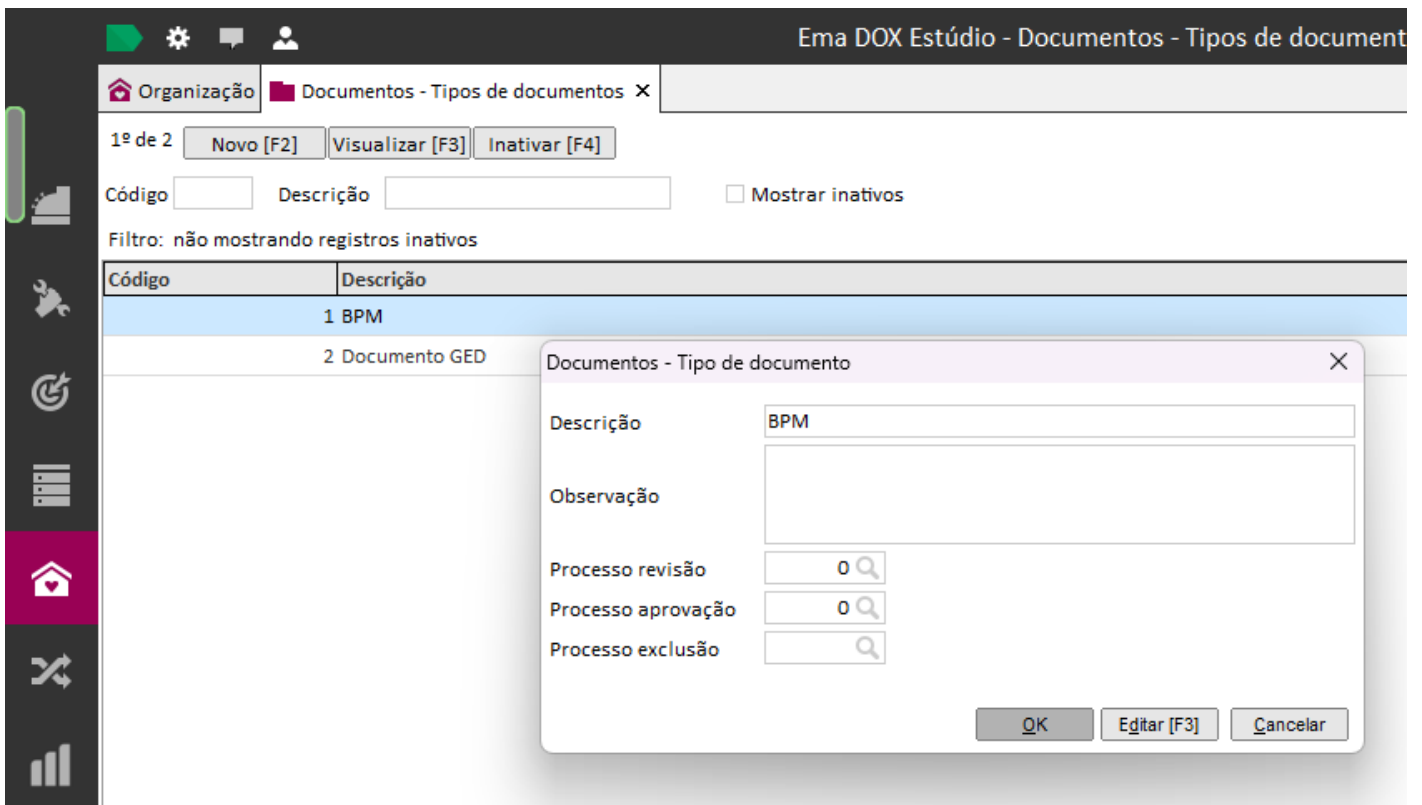 Ema DOX Estúdio - Documentos - Tipos de document
Organização Documentos - Tipos de documentos X
1º de 2 Novo [F2] Visualizar [F3] Inativar [F4]
Código Descrição Mostrar inativos
Filtro: não mostrando registros inativos
Código Descrição
1 BPM
2 Documento GED
Documentos - Tipo de documento
Descrição BPM
Observação
Processo revisão 0
Processo aprovação 0
Processo exclusão
OK Editar [F3] Cancelar